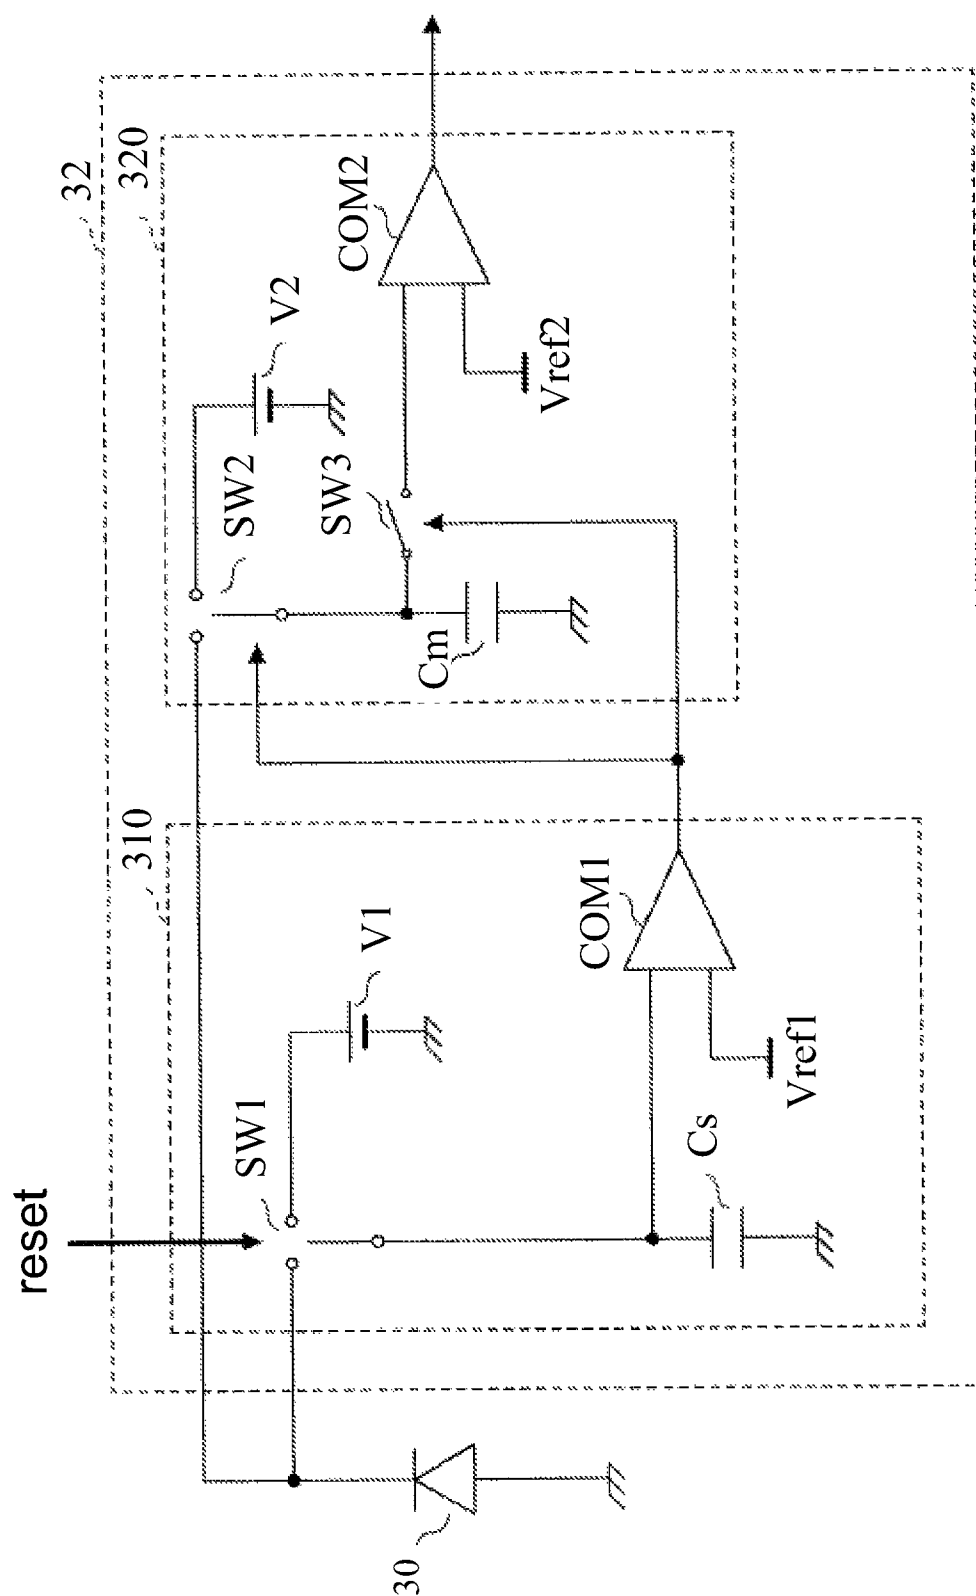 reset
32
320
310
SW2
V2
COM2
SW3
Cm
Vref2
SW1
V1
COM1
Vref1
Cs
30